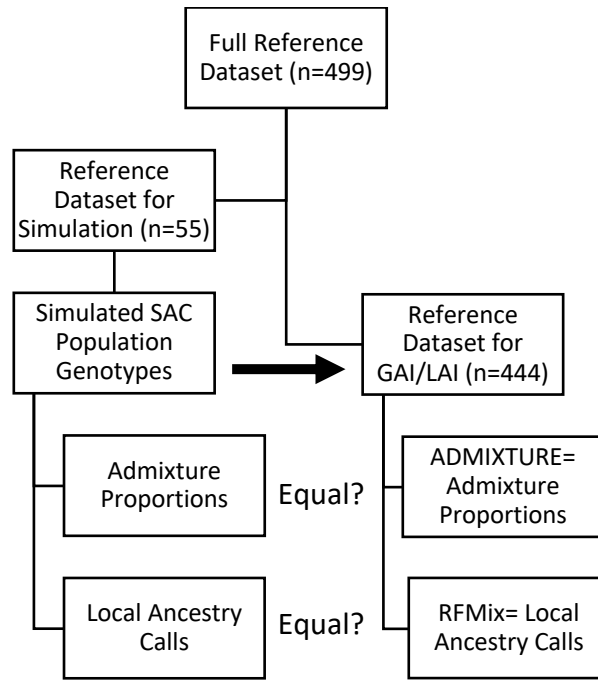 Full Reference
Dataset (n=499)
Reference
Dataset for
Simulation (n=55)
Simulated SAC
Population
Genotypes
Reference
Dataset for
GAI/LAI (n=444)
Admixture
Proportions
Equal?
ADMIXTURE=
Admixture
Proportions
Local Ancestry
Calls
Equal?
RFMix= Local
Ancestry Calls